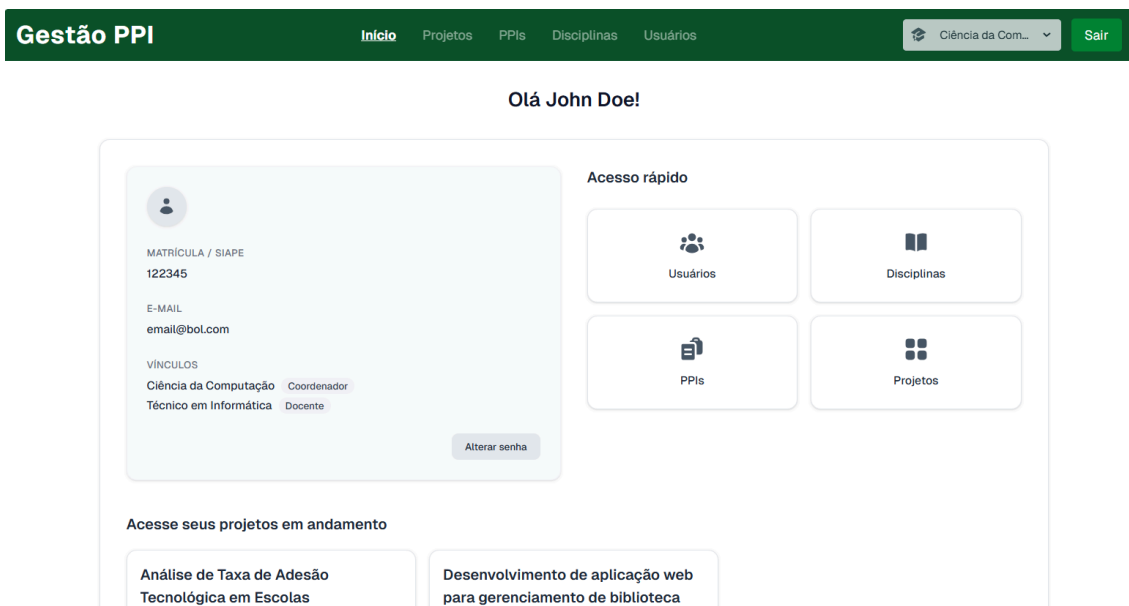 Gestão PPI
Início
Projetos
PPIs
Disciplinas
Usuários
Ciência da Com...
Sair
Olá John Doe!
MATRÍCULA / SIAPE
122345
E-MAIL
email@bol.com
VÍNCULOS
Ciência da Computação Coordenador
Técnico em Informática Docente
Alterar senha
Acesso rápido
Usuários
Disciplinas
PPIs
Projetos
Acesse seus projetos em andamento
Análise de Taxa de Adesão
Tecnológica em Escolas
Desenvolvimento de aplicação web
para gerenciamento de biblioteca